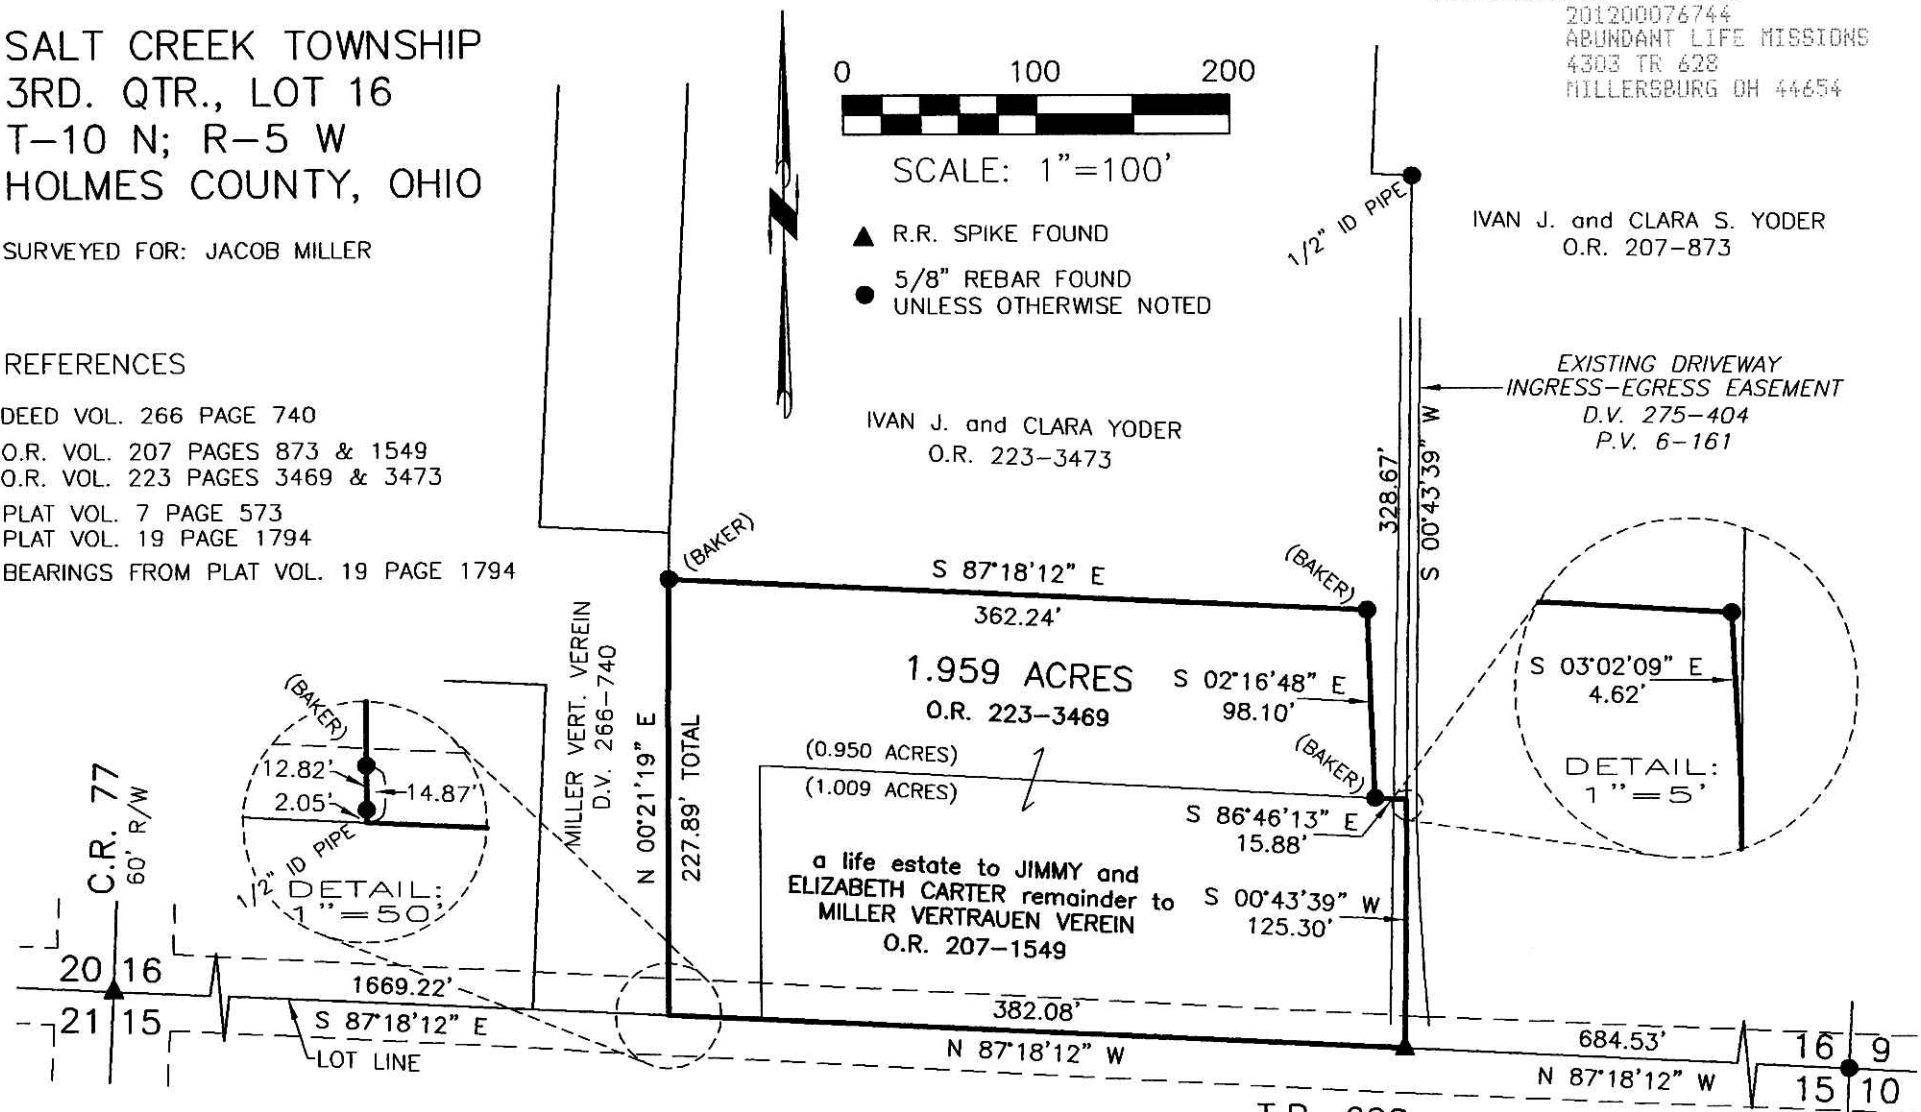 SALT CREEK TOWNSHIP
3RD. QTR., LOT 16
T-10 N; R-5 W
HOLMES COUNTY, OHIO
SURVEYED FOR: JACOB MILLER
REFERENCES
DEED VOL. 266 PAGE 740
O.R. VOL. 207 PAGES 873 & 1549
O.R. VOL. 223 PAGES 3469 & 3473
PLAT VOL. 7 PAGE 573
PLAT VOL. 19 PAGE 1794
BEARINGS FROM PLAT VOL. 19 PAGE 1794
0 100 200
SCALE: 1"=100'
R.R. SPIKE FOUND
5/8" REBAR FOUND
UNLESS OTHERWISE NOTED
201200076744
ABUNDANT LIFE MISSIONS
4303 TR 628
MILLERSBURG OH 44654
1/2" ID PIPE
IVAN J. and CLARA S. YODER
O.R. 207-873
EXISTING DRIVEWAY
INGRESS-EGRESS EASEMENT
D.V. 275-404
P.V. 6-161
IVAN J. and CLARA YODER
O.R. 223-3473
328.67'
S 00°43'39" W
(BAKER)
S 87°18'12" E
362.24'
(BAKER)
1.959 ACRES
O.R. 223-3469
S 02°16'48" E
98.10'
(BAKER)
(0.950 ACRES)
(1.009 ACRES)
S 86°46'13" E
15.88'
a life estate to JIMMY and
ELIZABETH CARTER remainder to
MILLER VERTRAUEN VEREIN
O.R. 207-1549
S 00°43'39" W
125.30'
S 03°02'09" E
4.62'
DETAIL:
1"=5'
MILLER VERT. VEREIN
D.V. 266-740
N 00°21'19" E
227.89' TOTAL
(BAKER)
12.82'
14.87'
2.05'
1/2" ID PIPE
DETAIL:
1"=50'
C.R. 77
60' R/W
20 16
21 15
1669.22'
S 87°18'12" E
LOT LINE
382.08'
N 87°18'12" W
684.53'
N 87°18'12" W
16 9
15 10